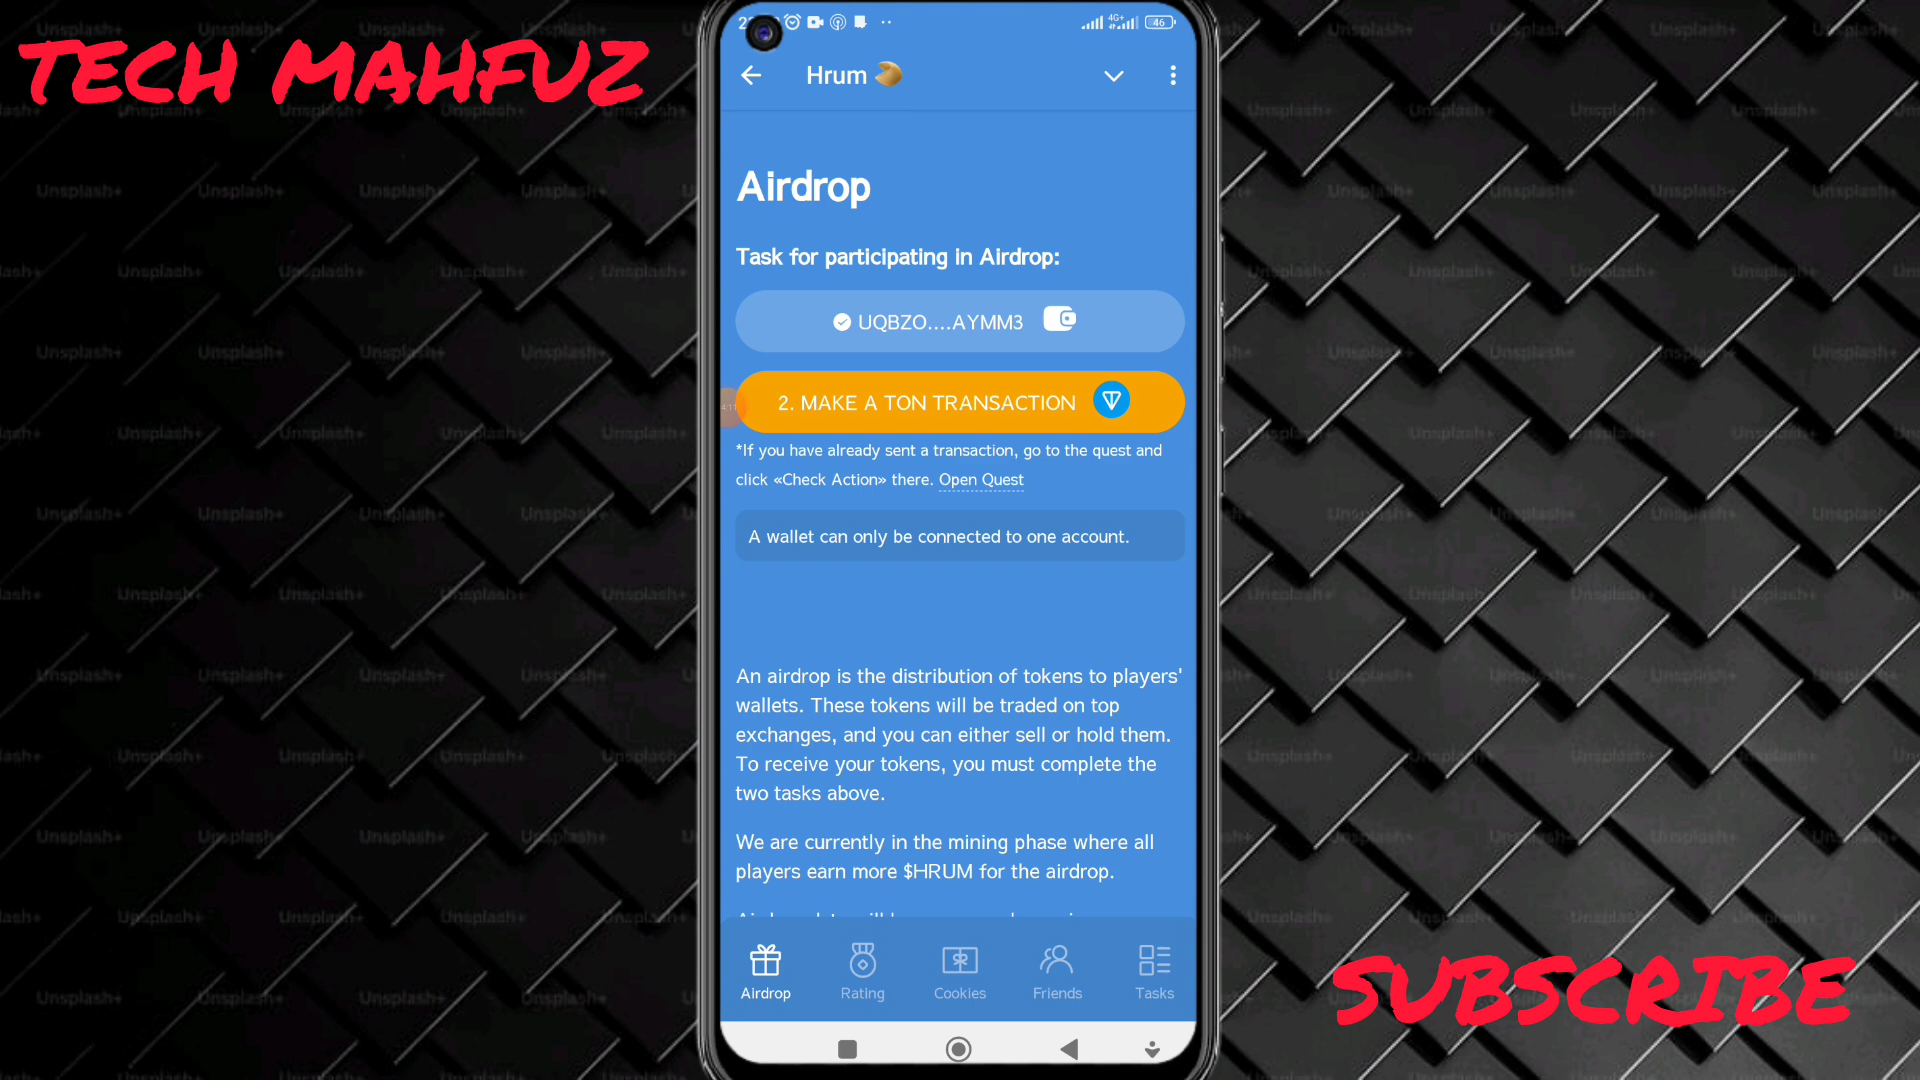 TECH MAHFUZ
4G+
46
Hrum
Airdrop
Task for participating in Airdrop:
UQBZO....AYMM3
4:11
2. MAKE A TON TRANSACTION
*If you have already sent a transaction, go to the quest and
click «Check Action» there. Open Quest
A wallet can only be connected to one account.
An airdrop is the distribution of tokens to players'
wallets. These tokens will be traded on top
exchanges, and you can either sell or hold them.
To receive your tokens, you must complete the
two tasks above.
We are currently in the mining phase where all
players earn more $HRUM for the airdrop.
Airdrop Rating Cookies Friends Tasks
SUBSCRIBE
Unsplash+